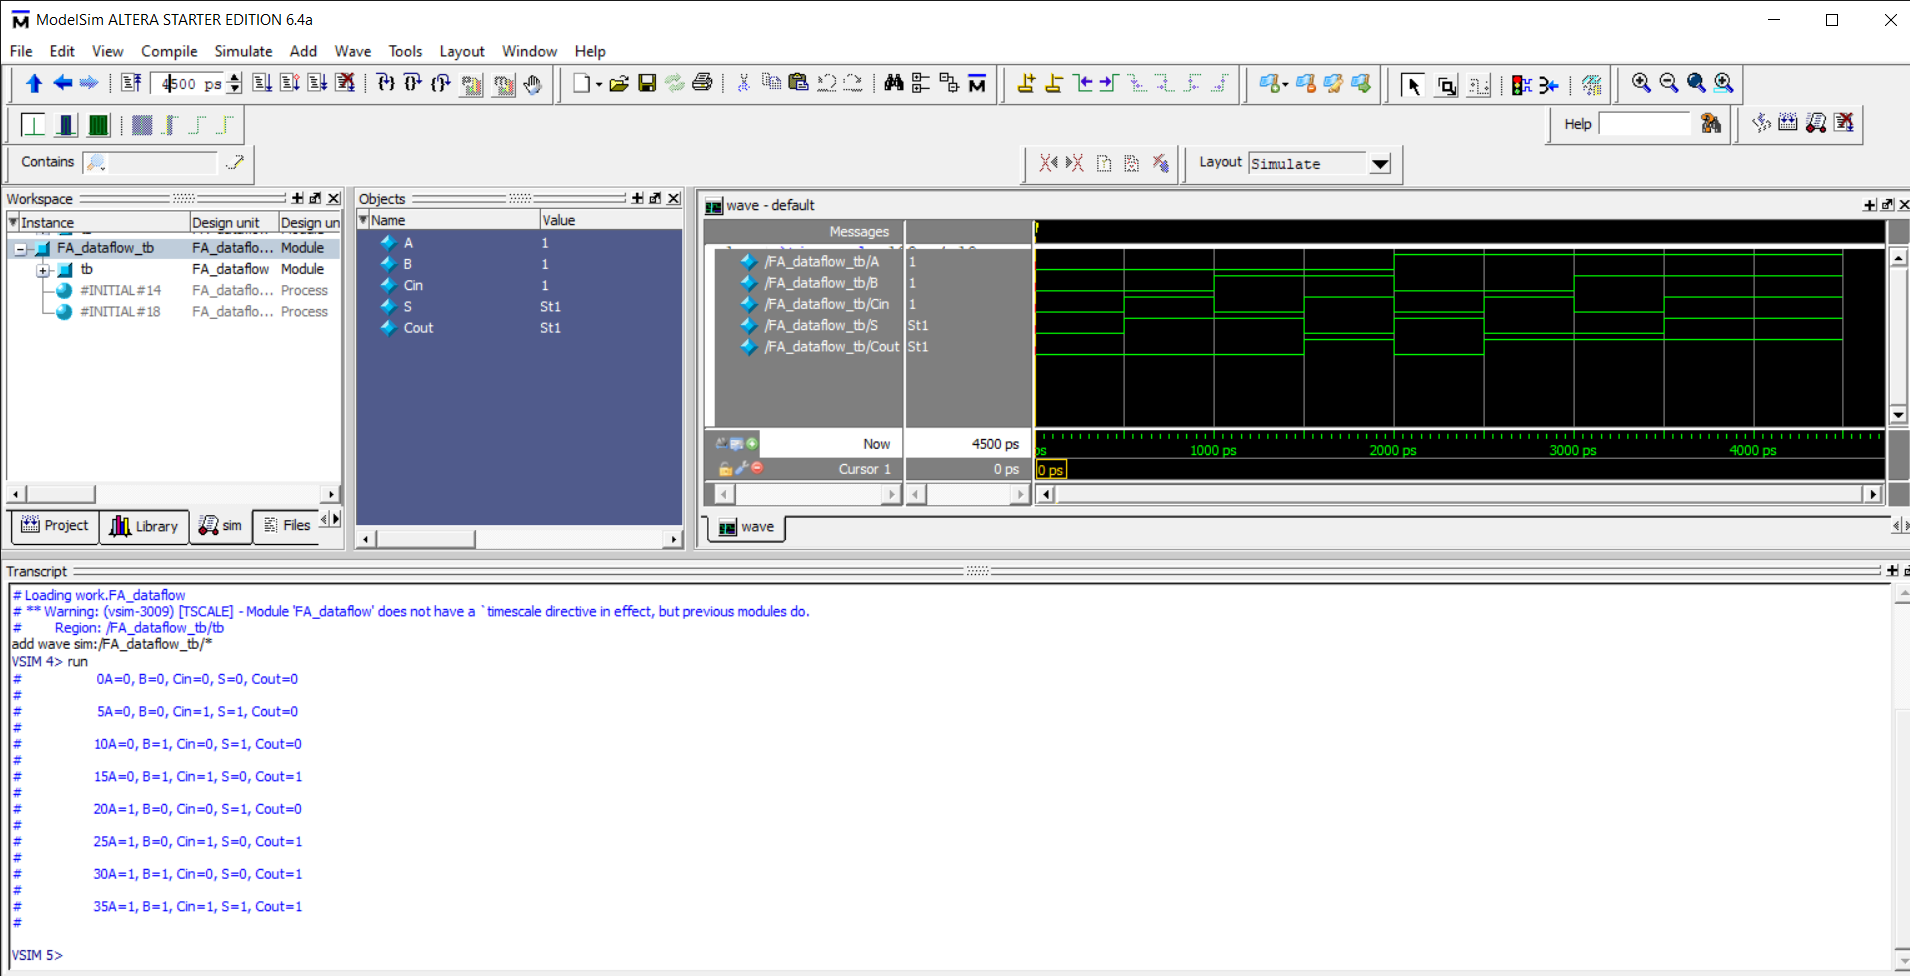 ModelSim ALTERA STARTER EDITION 6.4a
File Edit View Compile Simulate Add Wave Tools Layout Window Help
4500 ps
Help
Contains
Layout Simulate
Workspace
Instance Design unit Design un
FA_dataflow_tb FA_dataflo... Module
tb FA_dataflow Module
#INITIAL#14 FA_dataflo... Process
#INITIAL#18 FA_dataflo... Process
Project Library sim Files
Objects
Name Value
A 1
B 1
Cin 1
S St1
Cout St1
wave - default
Messages
/FA_dataflow_tb/A 1
/FA_dataflow_tb/B 1
/FA_dataflow_tb/Cin 1
/FA_dataflow_tb/S St1
/FA_dataflow_tb/Cout St1
Now 4500 ps
ps 1000 ps 2000 ps 3000 ps 4000 ps
Cursor 1 0 ps 0 ps
wave
Transcript
# Loading work.FA_dataflow
# ** Warning: (vsim-3009) [TSCALE] - Module 'FA_dataflow' does not have a `timescale directive in effect, but previous modules do.
# Region: /FA_dataflow_tb/tb
add wave sim:/FA_dataflow_tb/*
VSIM 4> run
# 0A=0, B=0, Cin=0, S=0, Cout=0
#
# 5A=0, B=0, Cin=1, S=1, Cout=0
#
# 10A=0, B=1, Cin=0, S=1, Cout=0
#
# 15A=0, B=1, Cin=1, S=0, Cout=1
#
# 20A=1, B=0, Cin=0, S=1, Cout=0
#
# 25A=1, B=0, Cin=1, S=0, Cout=1
#
# 30A=1, B=1, Cin=0, S=0, Cout=1
#
# 35A=1, B=1, Cin=1, S=1, Cout=1
#
VSIM 5>